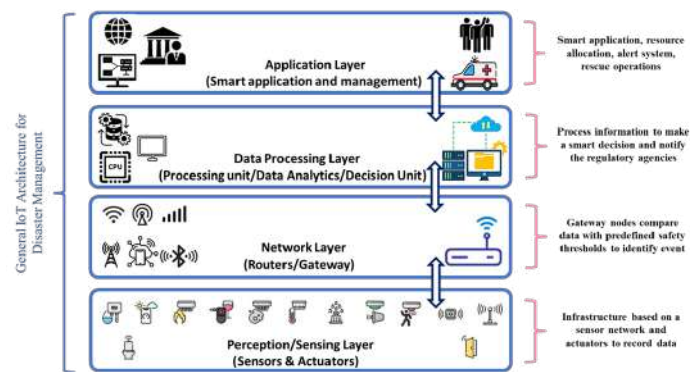 General IoT Architecture for
Disaster Management
Application Layer
(Smart application and management)
Smart application, resource
allocation, alert system,
rescue operations
CPU
Data Processing Layer
(Processing unit/Data Analytics/Decision Unit)
Process information to make
a smart decision and notify
the regulatory agencies
Network Layer
(Routers/Gateway)
Gateway nodes compare
data with predefined safety
thresholds to identify event
Perception/Sensing Layer
(Sensors & Actuators)
Infrastructure based on a
sensor network and
actuators to record data